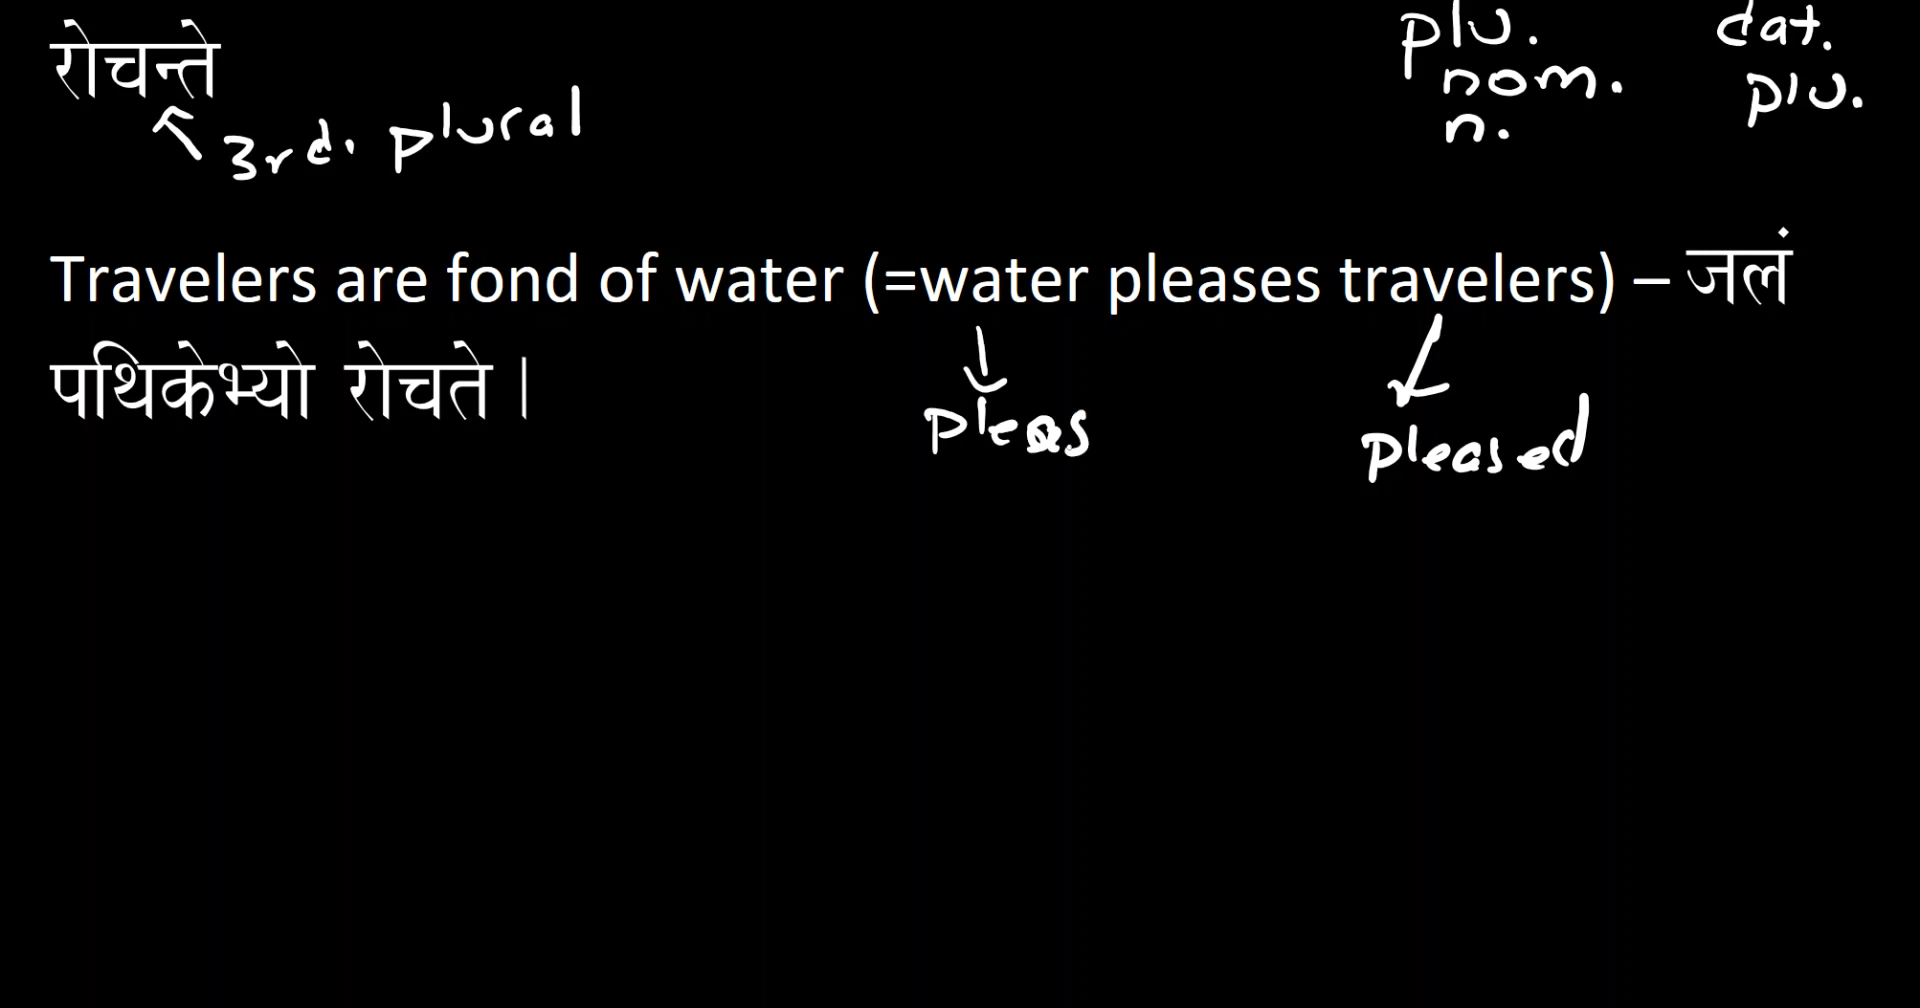 रोचन्ते
plu.
nom.
n.
dat.
plu.
3rd. plural
Travelers are fond of water (=water pleases travelers) – जलं
पथिकेभ्यो रोचते।
pleas
pleased